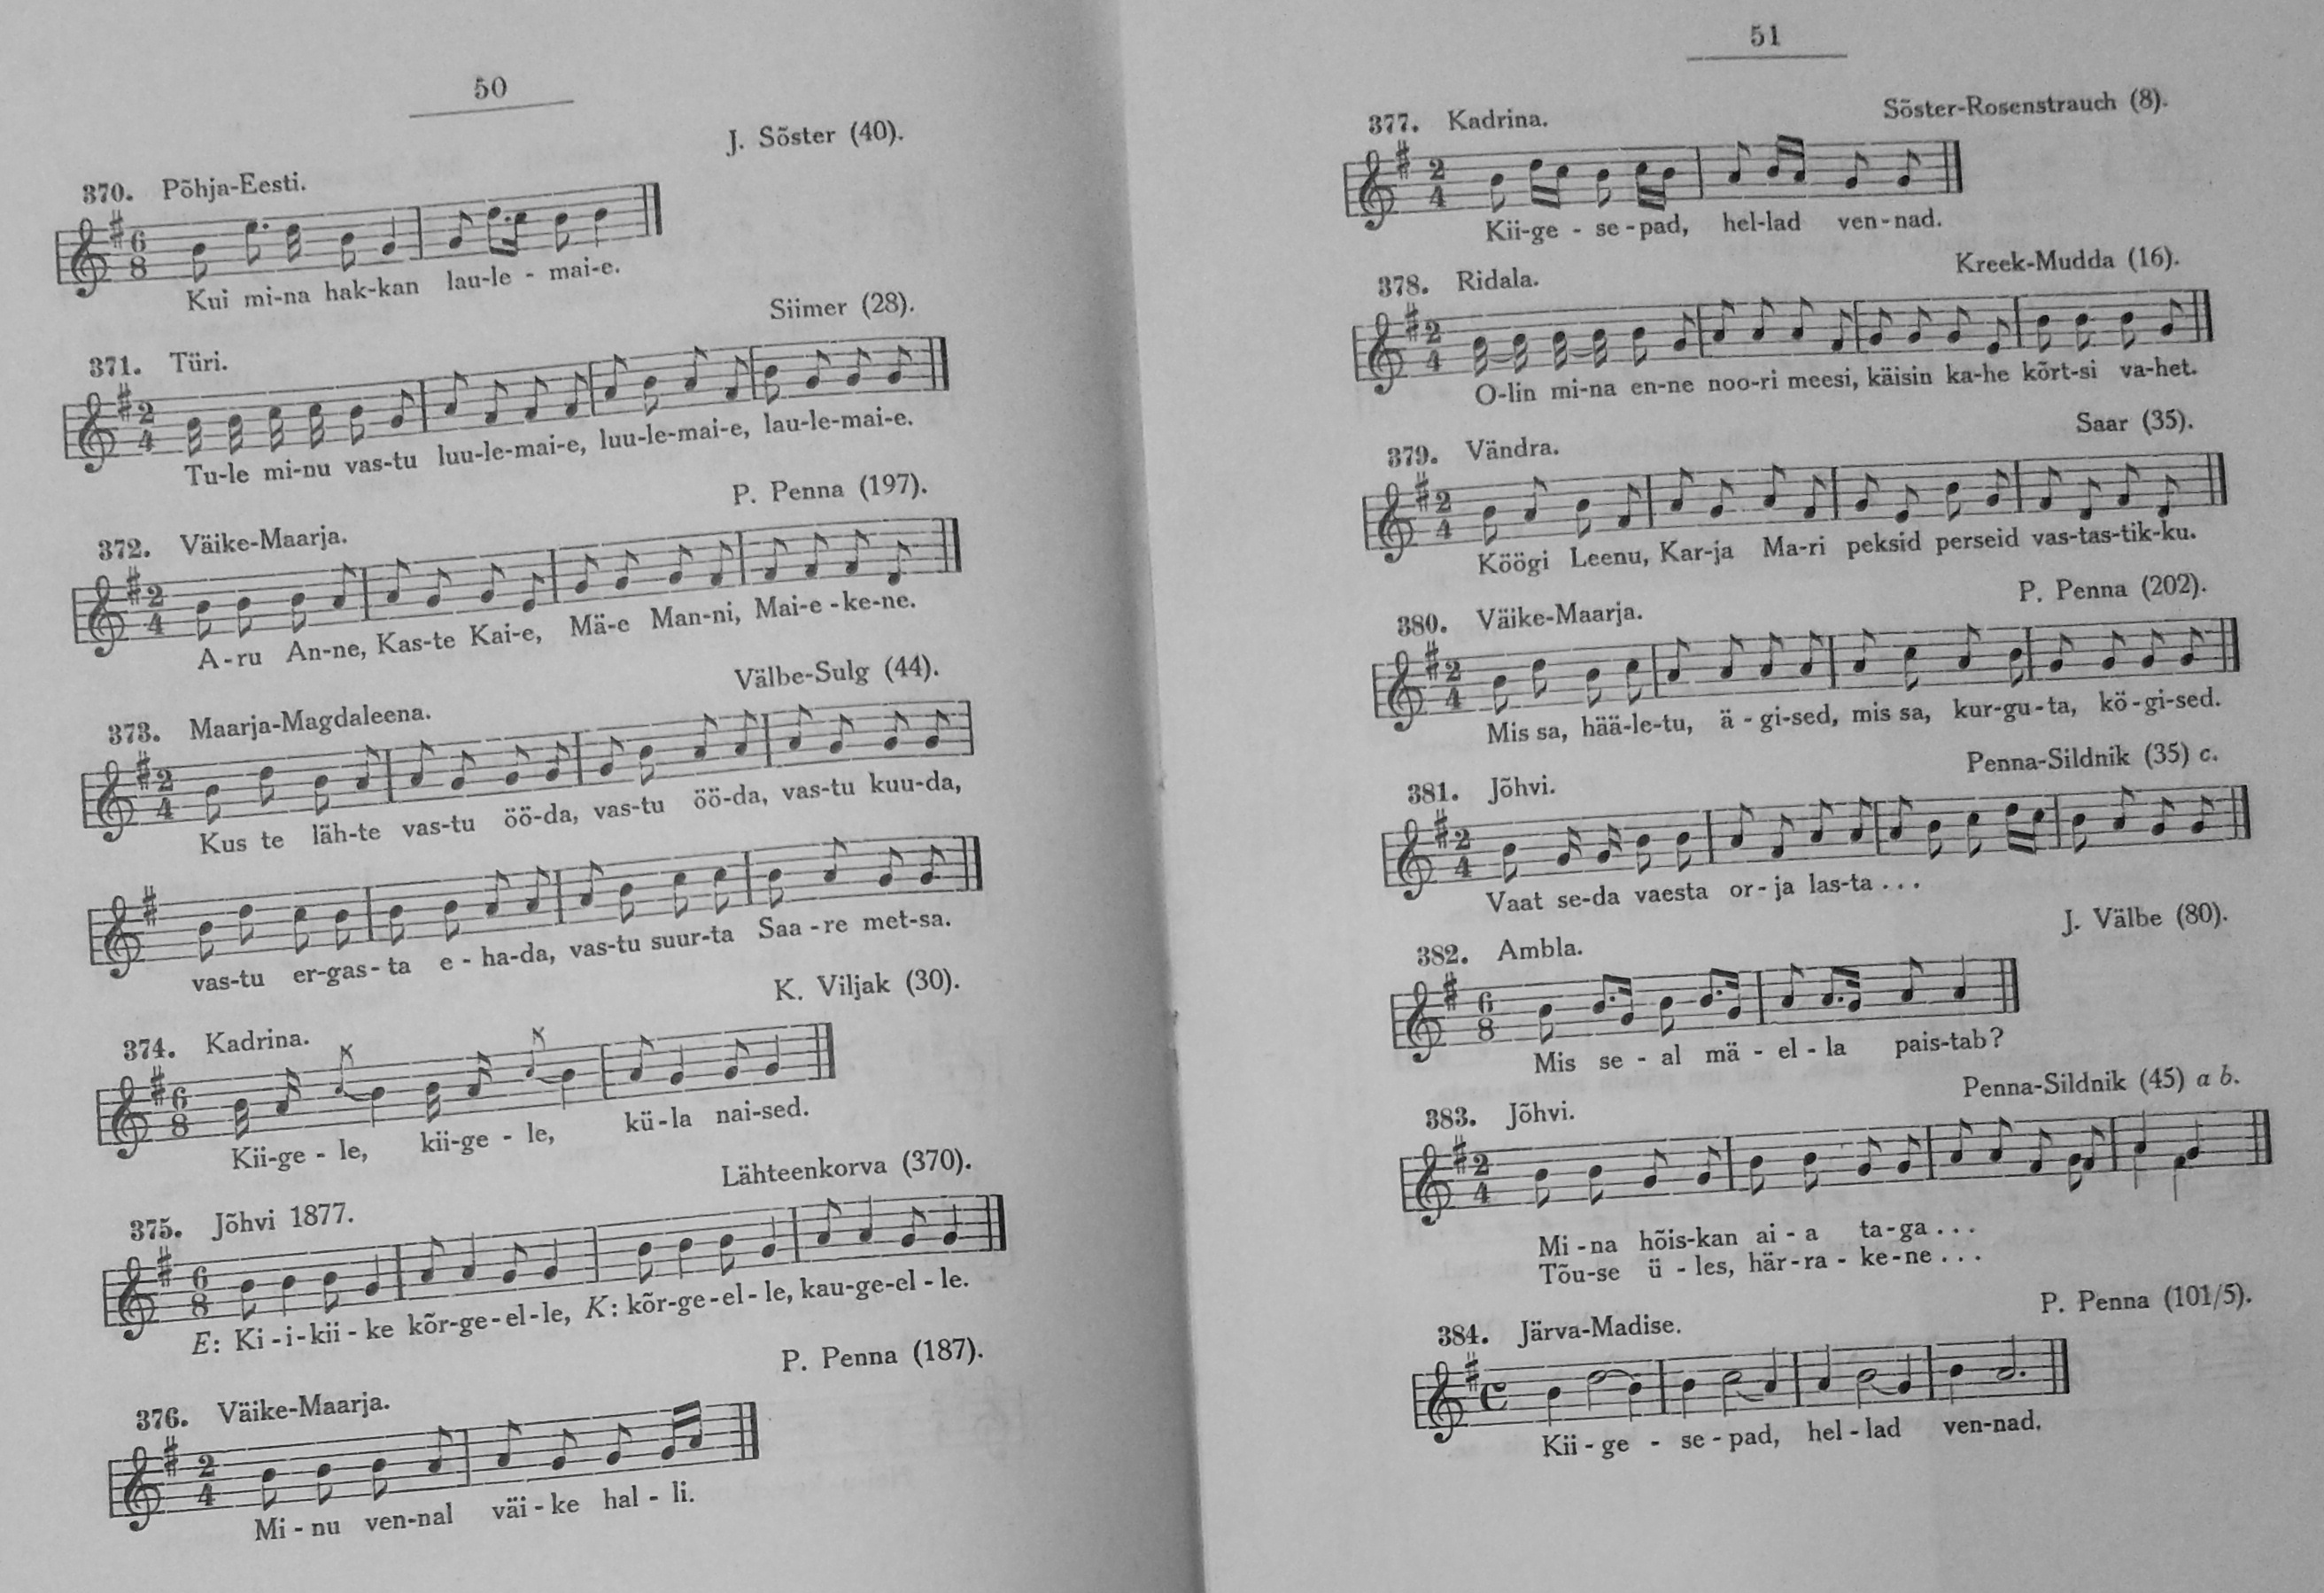 50
J. Sõster (40).
370. Põhja-Eesti.
6
8
Kui mi-na hak-kan lau-le - mai-e.
Siimer (28).
371. Türi.
2
4
Tu-le mi-nu vas-tu luu-le-mai-e, luu-le-mai-e, lau-le-mai-e.
P. Penna (197).
372. Väike-Maarja.
2
4
A-ru An-ne, Kas-te Kai-e, Mä-e Man-ni, Mai-e-ke-ne.
Välbe-Sulg (44).
373. Maarja-Magdaleena.
2
4
Kus te läh-te vas-tu öö-da, vas-tu öö-da, vas-tu kuu-da,
vas-tu er-gas-ta e-ha-da, vas-tu suur-ta Saa-re met-sa.
K. Viljak (30).
374. Kadrina.
6
8
Kii-ge - le, kii-ge - le, kü-la nai-sed.
Lähteenkorva (370).
375. Jõhvi 1877.
6
8
E: Ki-i-kii-ke kõr-ge-el-le, K: kõr-ge-el-le, kau-ge-el-le.
P. Penna (187).
376. Väike-Maarja.
2
4
Mi-nu ven-nal väi-ke hal-li.
51
377. Kadrina. Sõster-Rosenstrauch (8).
2
4
Kii-ge - se-pad, hel-lad ven-nad.
378. Ridala. Kreek-Mudda (16).
2
4
O-lin mi-na en-ne noo-ri meesi, käisin ka-he kõrt-si va-het.
379. Vändra. Saar (35).
2
4
Köögi Leenu, Kar-ja Ma-ri peksid perseid vas-tas-tik-ku.
380. Väike-Maarja. P. Penna (202).
2
4
Mis sa, hää-le-tu, ä-gi-sed, mis sa, kur-gu-ta, kö-gi-sed.
381. Jõhvi. Penna-Sildnik (35) c.
2
4
Vaat se-da vaesta or-ja las-ta . . .
382. Ambla. J. Välbe (80).
6
8
Mis se - al mä - el - la pais-tab?
383. Jõhvi. Penna-Sildnik (45) a b.
2
4
Mi-na hõis-kan ai-a ta-ga . . .
Tõu-se ü-les, här-ra-ke-ne . . .
384. Järva-Madise. P. Penna (101/5).
Kii-ge - se-pad, hel-lad ven-nad.